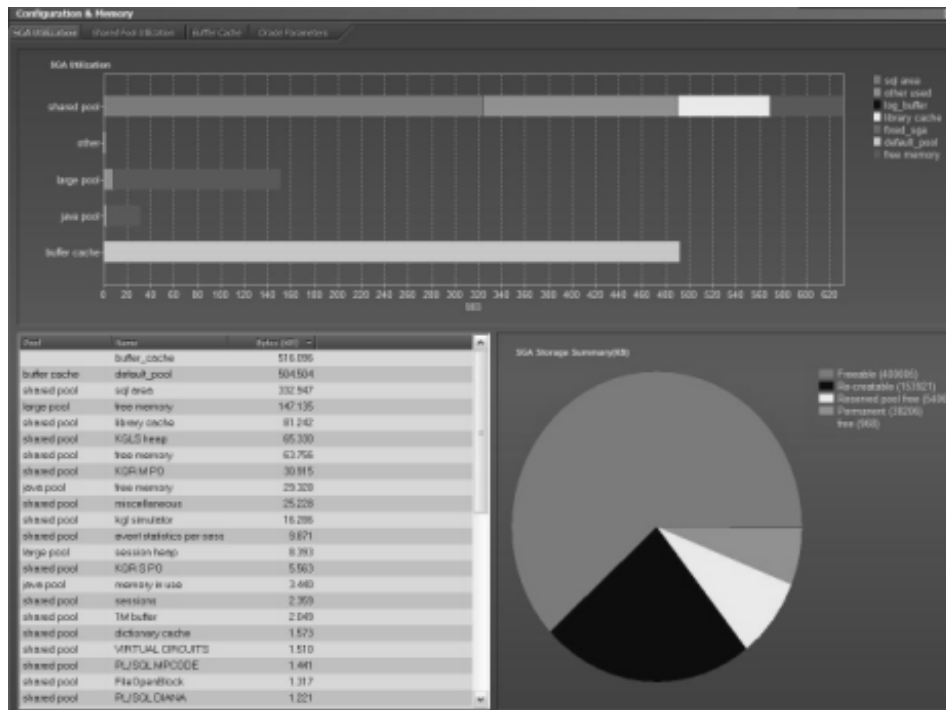 Configuration & Memory
SGA Utilization Shared Pool Utilization Buffer Cache Oracle Parameters
SGA Utilization
shared pool
other
large pool
java pool
buffer cache
0 20 40 60 80 100 120 140 160 180 200 220 240 260 280 300 320 340 360 380 400 420 440 460 480 500 520 540 560 580 600 620
sql area
other used
log_buffer
library cache
fixed_sga
default_pool
free memory
Pool Name Bytes (KB)
buffer_cache 516.096
buffer cache default_pool 504.504
shared pool sql area 332.947
large pool free memory 147.135
shared pool library cache 81.242
shared pool KGLS heap 65.330
shared pool free memory 63.756
shared pool KQR M PO 30.915
java pool free memory 29.328
shared pool miscellaneous 25.228
shared pool kgl simulator 16.286
shared pool event statistics per sess 9.871
large pool session heap 8.393
shared pool KQR S PO 5.563
java pool memory in use 3.440
shared pool sessions 2.359
shared pool TM buffer 2.049
shared pool dictionary cache 1.573
shared pool VIRTUAL CIRCUITS 1.510
shared pool PL/SQL MPCODE 1.441
shared pool FileOpenBlock 1.317
shared pool PL/SQL DIANA 1.221
SGA Storage Summary(KB)
Freeable (400005)
Re-creatable (153921)
Reserved pool free
Permanent (38206)
free (968)